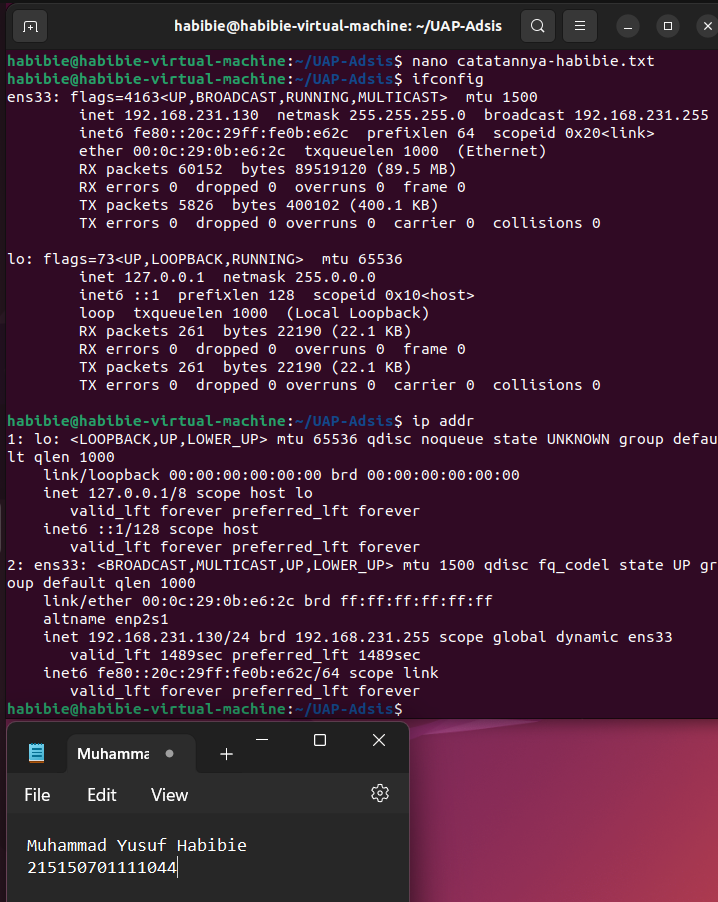 habibie@habibie-virtual-machine: ~/UAP-Adsis
habibie@habibie-virtual-machine:~/UAP-Adsis$ nano catatannya-habibie.txt
habibie@habibie-virtual-machine:~/UAP-Adsis$ ifconfig
ens33: flags=4163<UP,BROADCAST,RUNNING,MULTICAST>  mtu 1500
        inet 192.168.231.130  netmask 255.255.255.0  broadcast 192.168.231.255
        inet6 fe80::20c:29ff:fe0b:e62c  prefixlen 64  scopeid 0x20<link>
        ether 00:0c:29:0b:e6:2c  txqueuelen 1000  (Ethernet)
        RX packets 60152  bytes 89519120 (89.5 MB)
        RX errors 0  dropped 0  overruns 0  frame 0
        TX packets 5826  bytes 400102 (400.1 KB)
        TX errors 0  dropped 0 overruns 0  carrier 0  collisions 0
lo: flags=73<UP,LOOPBACK,RUNNING>  mtu 65536
        inet 127.0.0.1  netmask 255.0.0.0
        inet6 ::1  prefixlen 128  scopeid 0x10<host>
        loop  txqueuelen 1000  (Local Loopback)
        RX packets 261  bytes 22190 (22.1 KB)
        RX errors 0  dropped 0  overruns 0  frame 0
        TX packets 261  bytes 22190 (22.1 KB)
        TX errors 0  dropped 0 overruns 0  carrier 0  collisions 0
habibie@habibie-virtual-machine:~/UAP-Adsis$ ip addr
1: lo: <LOOPBACK,UP,LOWER_UP> mtu 65536 qdisc noqueue state UNKNOWN group defau
lt qlen 1000
    link/loopback 00:00:00:00:00:00 brd 00:00:00:00:00:00
    inet 127.0.0.1/8 scope host lo
       valid_lft forever preferred_lft forever
    inet6 ::1/128 scope host
       valid_lft forever preferred_lft forever
2: ens33: <BROADCAST,MULTICAST,UP,LOWER_UP> mtu 1500 qdisc fq_codel state UP gr
oup default qlen 1000
    link/ether 00:0c:29:0b:e6:2c brd ff:ff:ff:ff:ff:ff
    altname enp2s1
    inet 192.168.231.130/24 brd 192.168.231.255 scope global dynamic ens33
       valid_lft 1489sec preferred_lft 1489sec
    inet6 fe80::20c:29ff:fe0b:e62c/64 scope link
       valid_lft forever preferred_lft forever
habibie@habibie-virtual-machine:~/UAP-Adsis$
Muhamma
File Edit View
Muhammad Yusuf Habibie
215150701111044